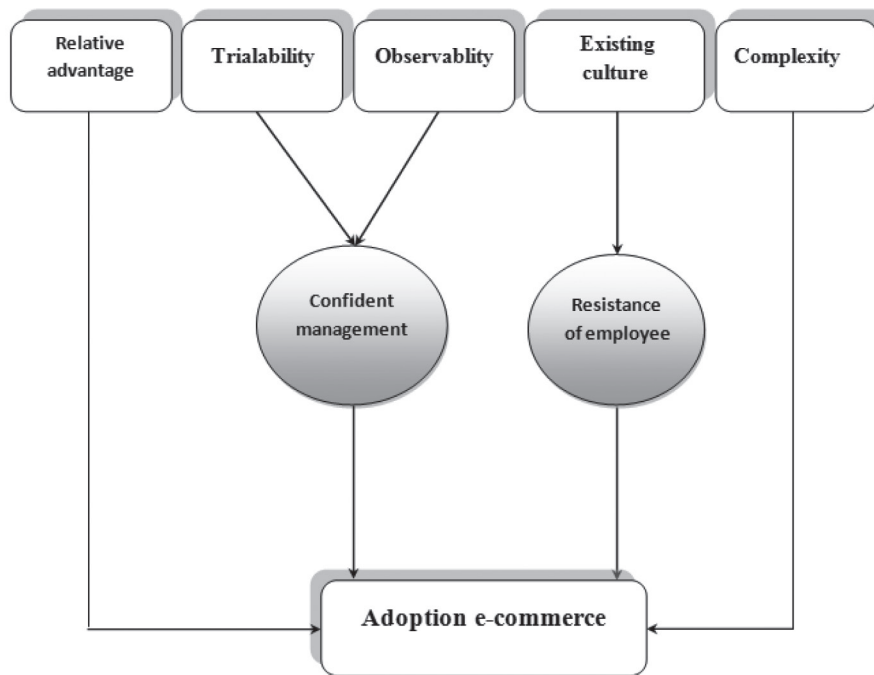 Relative
advantage
Trialability
Observablity
Existing
culture
Complexity
Confident
management
Resistance
of employee
Adoption e-commerce